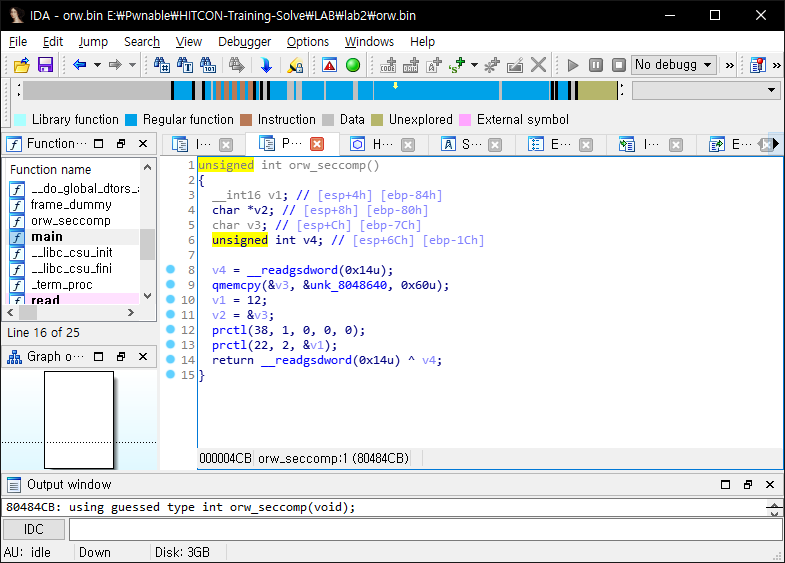 IDA - orw.bin E:₩Pwnable₩HITCON-Training-Solve₩LAB₩lab2₩orw.bin
File Edit Jump Search View Debugger Options Windows Help
No debugg
Library function Regular function Instruction Data Unexplored External symbol
Function⋯
I⋯ P⋯ H⋯ S⋯ E⋯ I⋯ E⋯
Function name
__do_global_dtors_a
frame_dummy
orw_seccomp
main
__libc_csu_init
__libc_csu_fini
_term_proc
read
Line 16 of 25
Graph o⋯
1 unsigned int orw_seccomp()
2 {
3 __int16 v1; // [esp+4h] [ebp-84h]
4 char *v2; // [esp+8h] [ebp-80h]
5 char v3; // [esp+Ch] [ebp-7Ch]
6 unsigned int v4; // [esp+6Ch] [ebp-1Ch]
7
8 v4 = __readgsdword(0x14u);
9 qmemcpy(&v3, &unk_8048640, 0x60u);
10 v1 = 12;
11 v2 = &v3;
12 prctl(38, 1, 0, 0, 0);
13 prctl(22, 2, &v1);
14 return __readgsdword(0x14u) ^ v4;
15 }
000004CB orw_seccomp:1 (80484CB)
Output window
80484CB: using guessed type int orw_seccomp(void);
IDC
AU: idle Down Disk: 3GB